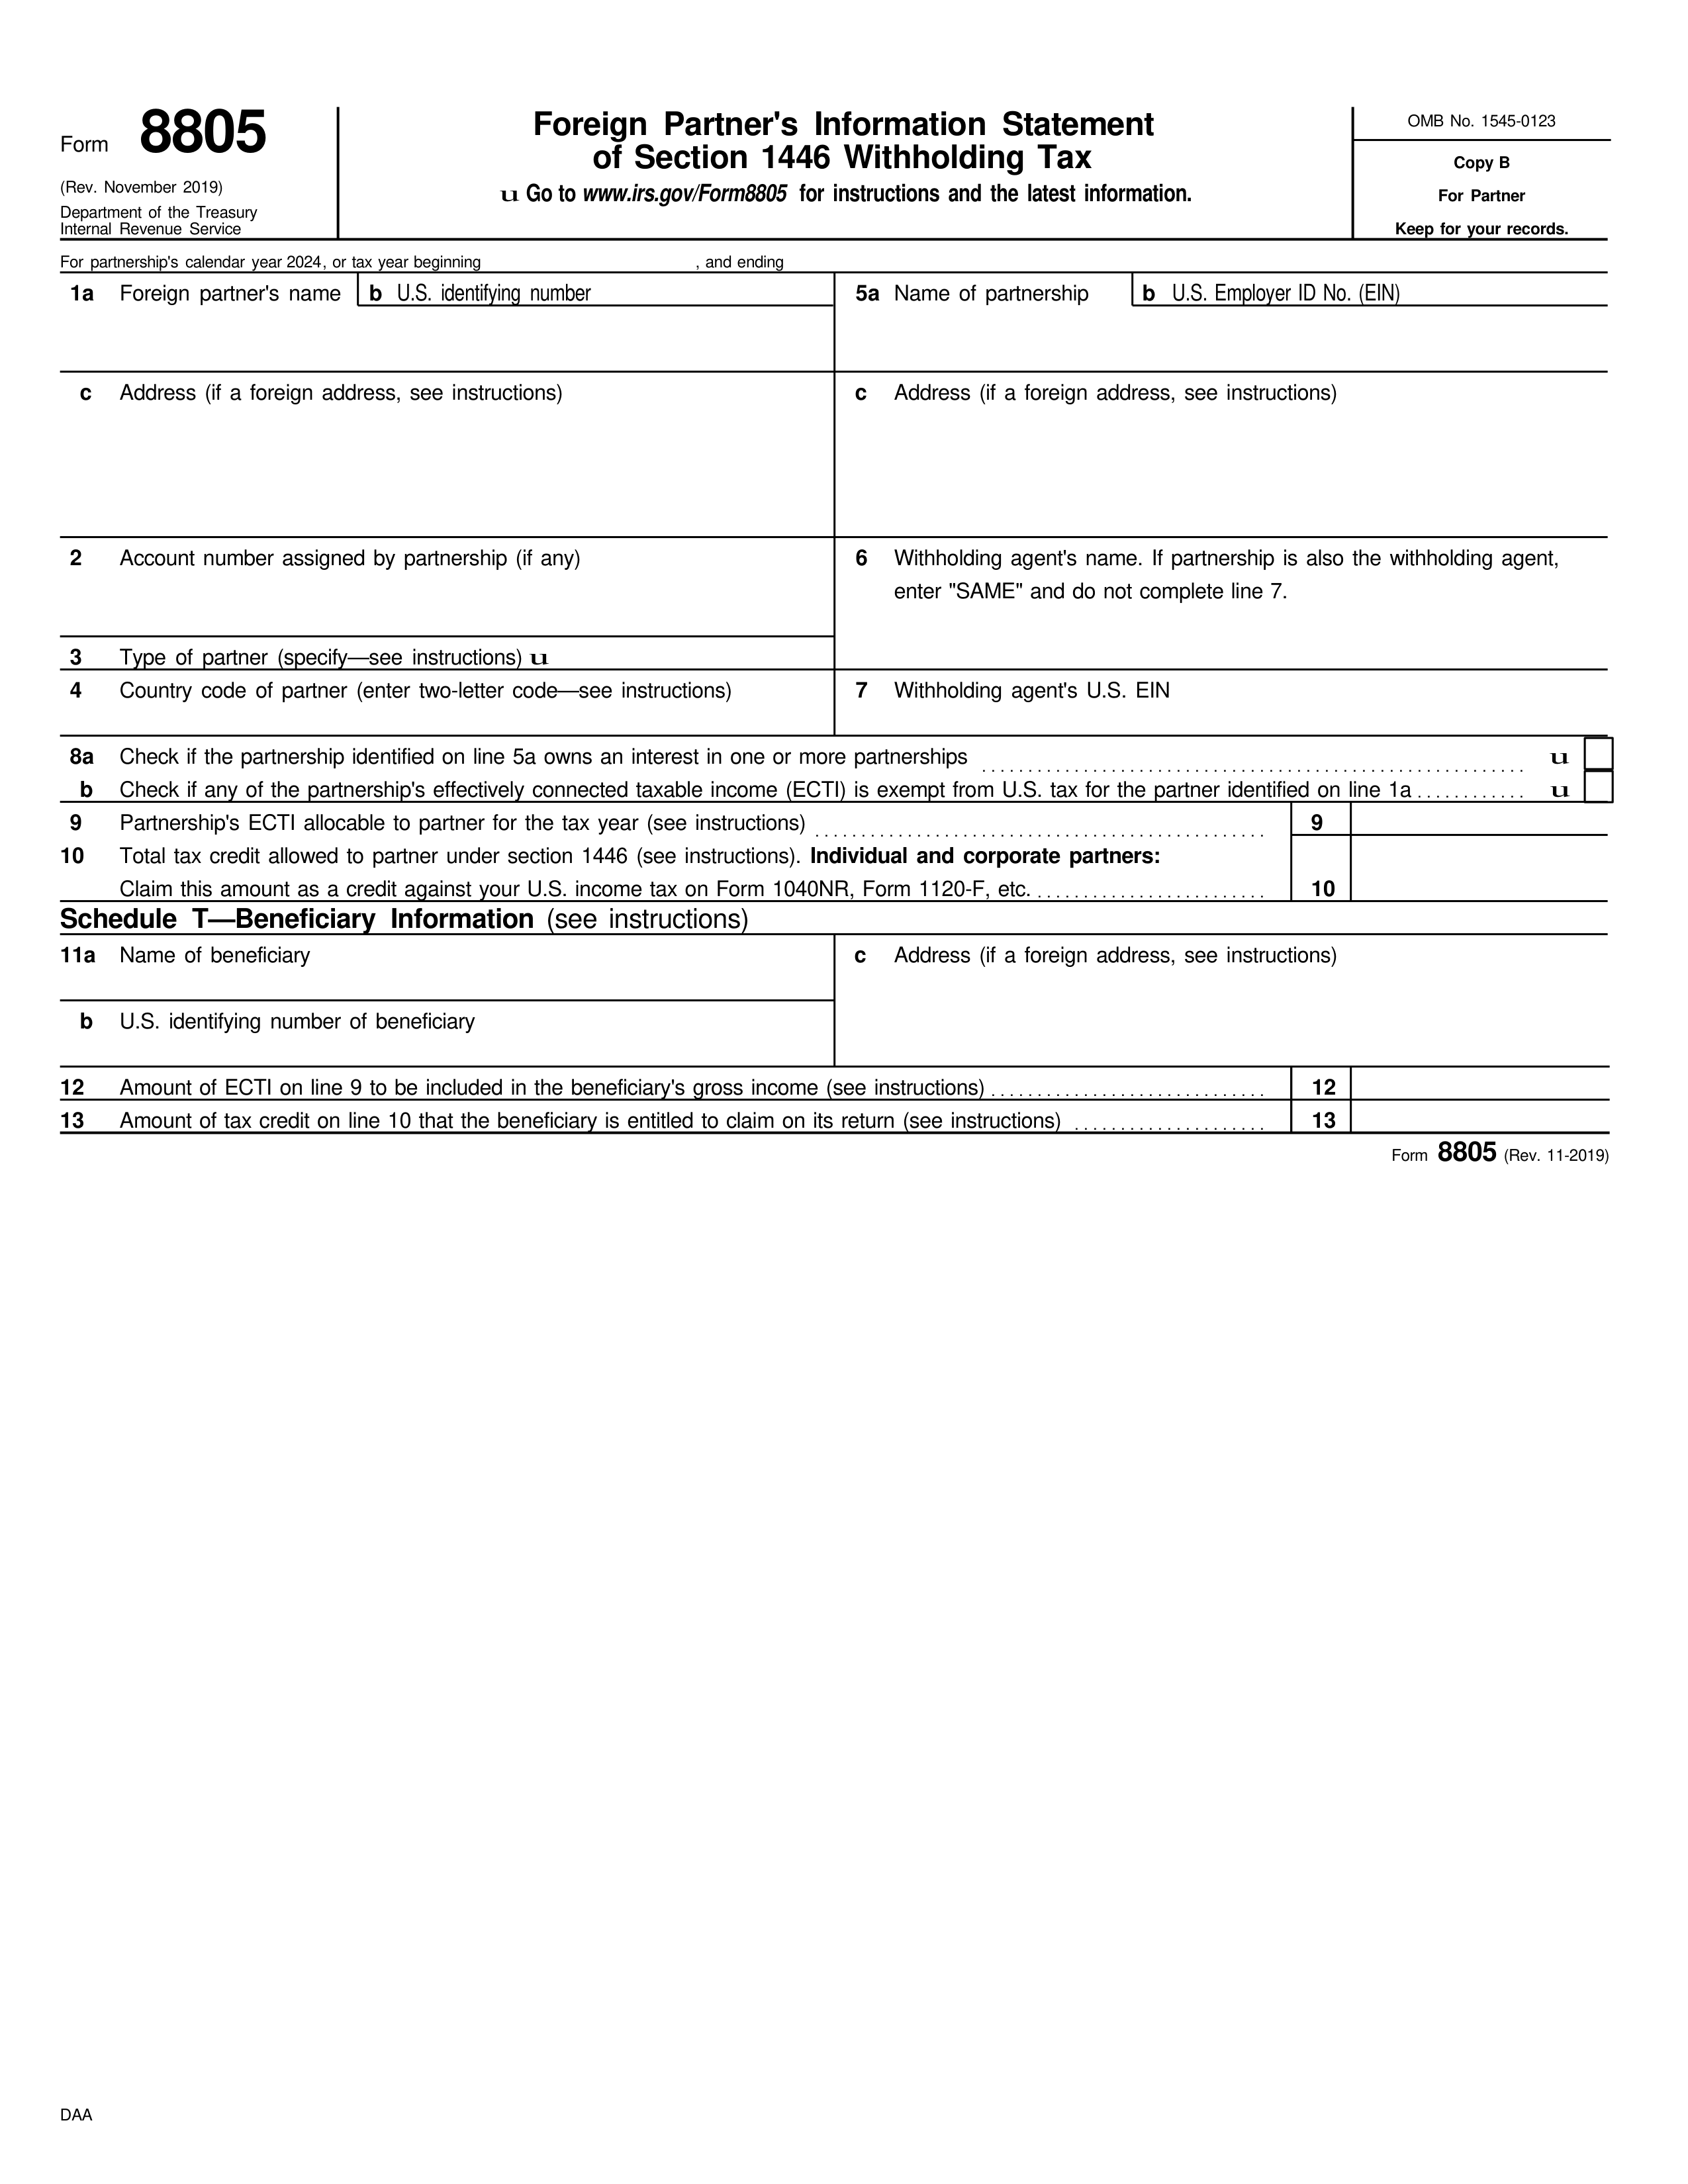 Form 8805
(Rev. November 2019)
Department of the Treasury
Internal Revenue Service
Foreign Partner's Information Statement
of Section 1446 Withholding Tax
u Go to www.irs.gov/Form8805 for instructions and the latest information.
OMB No. 1545-0123
Copy B
For Partner
Keep for your records.
For partnership's calendar year 2024, or tax year beginning , and ending
1a Foreign partner's name b U.S. identifying number
5a Name of partnership b U.S. Employer ID No. (EIN)
c Address (if a foreign address, see instructions)
c Address (if a foreign address, see instructions)
2 Account number assigned by partnership (if any)
6 Withholding agent's name. If partnership is also the withholding agent,
enter "SAME" and do not complete line 7.
3 Type of partner (specify—see instructions) u
4 Country code of partner (enter two-letter code—see instructions)
7 Withholding agent's U.S. EIN
8a Check if the partnership identified on line 5a owns an interest in one or more partnerships u
b Check if any of the partnership's effectively connected taxable income (ECTI) is exempt from U.S. tax for the partner identified on line 1a u
9 Partnership's ECTI allocable to partner for the tax year (see instructions) 9
10 Total tax credit allowed to partner under section 1446 (see instructions). Individual and corporate partners:
Claim this amount as a credit against your U.S. income tax on Form 1040NR, Form 1120-F, etc. 10
Schedule T—Beneficiary Information (see instructions)
11a Name of beneficiary
c Address (if a foreign address, see instructions)
b U.S. identifying number of beneficiary
12 Amount of ECTI on line 9 to be included in the beneficiary's gross income (see instructions) 12
13 Amount of tax credit on line 10 that the beneficiary is entitled to claim on its return (see instructions) 13
Form 8805 (Rev. 11-2019)
DAA